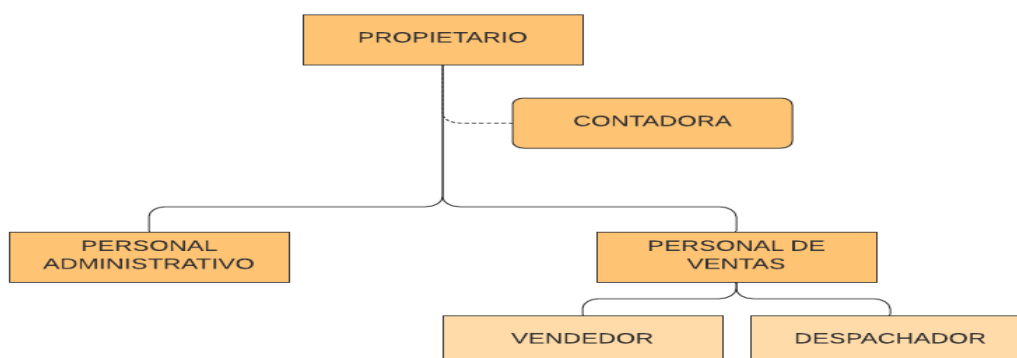 PROPIETARIO
CONTADORA
PERSONAL
ADMINISTRATIVO
PERSONAL DE
VENTAS
VENDEDOR
DESPACHADOR